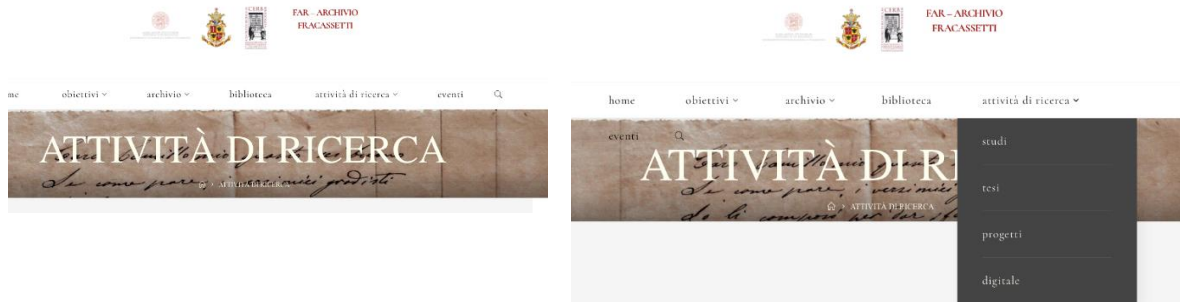 FAR – ARCHIVIO
FRACASSETTI
me obiettivi archivio biblioteca attività di ricerca eventi
ATTIVITÀ DI RICERCA
> ATTIVITÀ DI RICERCA
FAR – ARCHIVIO
FRACASSETTI
home obiettivi archivio biblioteca attività di ricerca
eventi
ATTIVITÀ DI RI
> ATTIVITÀ DI RICERCA
studi
tesi
progetti
digitale